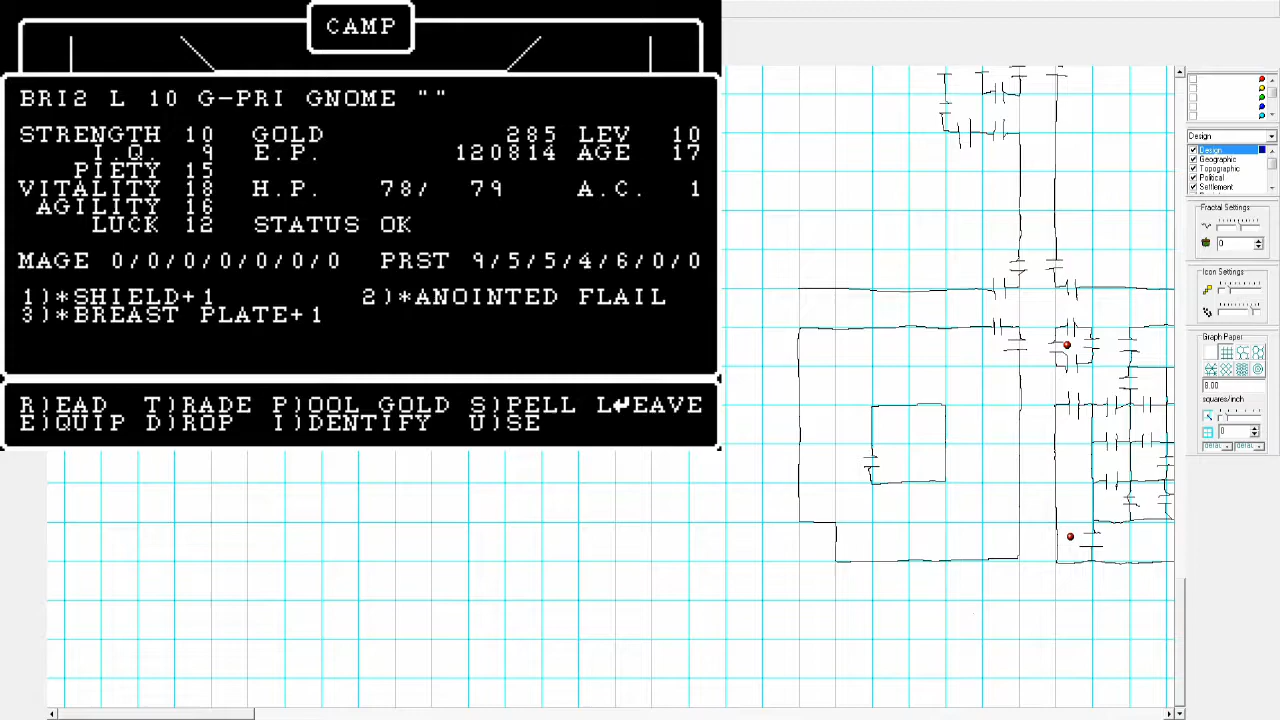 CAMP
BRI2 L 10 G-PRI GNOME ""
STRENGTH 10 GOLD 285 LEV 10
I.Q. 9 E.P. 120814 AGE 17
PIETY 15
VITALITY 18 H.P. 78/ 79 A.C. 1
AGILITY 16
LUCK 12 STATUS OK
MAGE 0/0/0/0/0/0/0 PRST 9/5/5/4/6/0/0
1)*SHIELD+1 2)*ANOINTED FLAIL
3)*BREAST PLATE+1
R)EAD T)RADE P)OOL GOLD S)PELL L↵EAVE
E)QUIP D)ROP I)DENTIFY U)SE
Design
Design
Geographic
Topographic
Political
Settlement
Fractal Settings
0
Icon Settings
Graph Paper
8.00
squares/inch
0